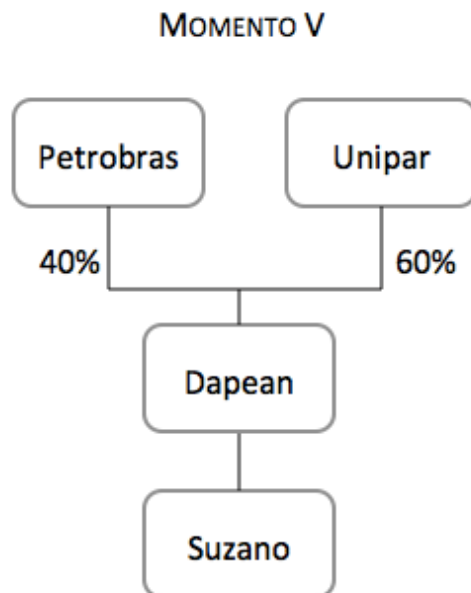 MOMENTO V
Petrobras
Unipar
40%
60%
Dapean
Suzano